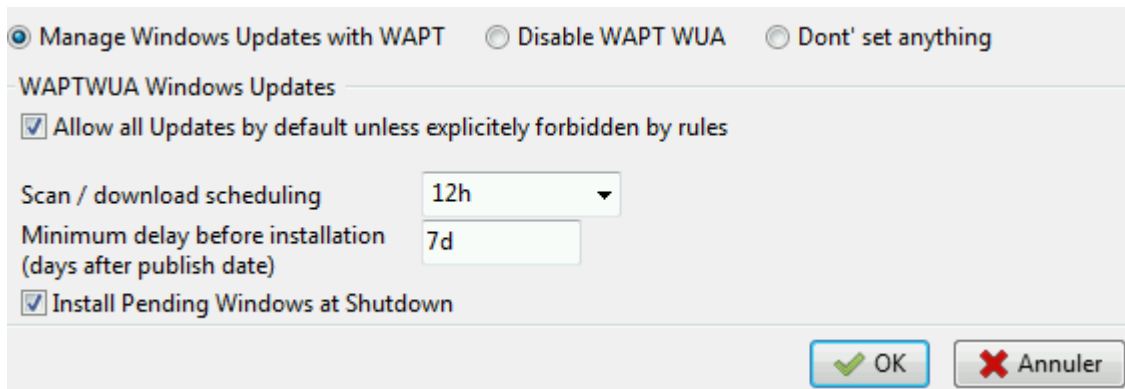 Manage Windows Updates with WAPT Disable WAPT WUA Dont' set anything
WAPTWUA Windows Updates
Allow all Updates by default unless explicitely forbidden by rules
Scan / download scheduling 12h
Minimum delay before installation 7d
(days after publish date)
Install Pending Windows at Shutdown
OK Annuler